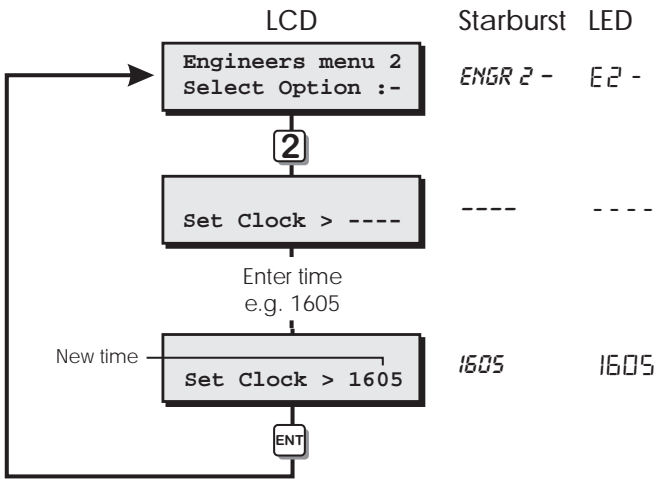 LCD Starburst LED
Engineers menu 2
Select Option :-
ENGR 2 - E2 -
2
Set Clock > ----
---- ----
Enter time
e.g. 1605
New time
Set Clock > 1605
1605 1605
ENT